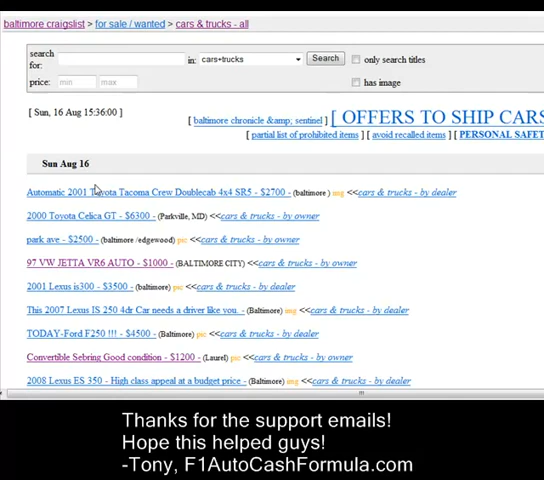 baltimore craigslist > for sale / wanted > cars & trucks - all
search for: in: cars+trucks Search only search titles
price: min max has image
[ Sun, 16 Aug 15:36:00 ]
[ baltimore chronicle &amp; sentinel ] [ OFFERS TO SHIP CARS
[ partial list of prohibited items ] [ avoid recalled items ] [ PERSONAL SAFET
Sun Aug 16
Automatic 2001 Toyota Tacoma Crew Doublecab 4x4 SR5 - $2700 - (baltimore ) img <<cars & trucks - by dealer
2000 Toyota Celica GT - $6300 - (Parkville, MD) <<cars & trucks - by owner
park ave - $2500 - (baltimore /edgewood) pic <<cars & trucks - by owner
97 VW JETTA VR6 AUTO - $1000 - (BALTIMORE CITY) <<cars & trucks - by owner
2001 Lexus is300 - $3500 - (baltimore) pic <<cars & trucks - by dealer
This 2007 Lexus IS 250 4dr Car needs a driver like you. - (Baltimore) img <<cars & trucks - by dealer
TODAY-Ford F250 !!! - $4500 - (Baltimore) pic <<cars & trucks - by dealer
Convertible Sebring Good condition - $1200 - (Laurel) pic <<cars & trucks - by owner
2008 Lexus ES 350 - High class appeal at a budget price - (Baltimore) img <<cars & trucks - by dealer
Thanks for the support emails!
Hope this helped guys!
-Tony, F1AutoCashFormula.com